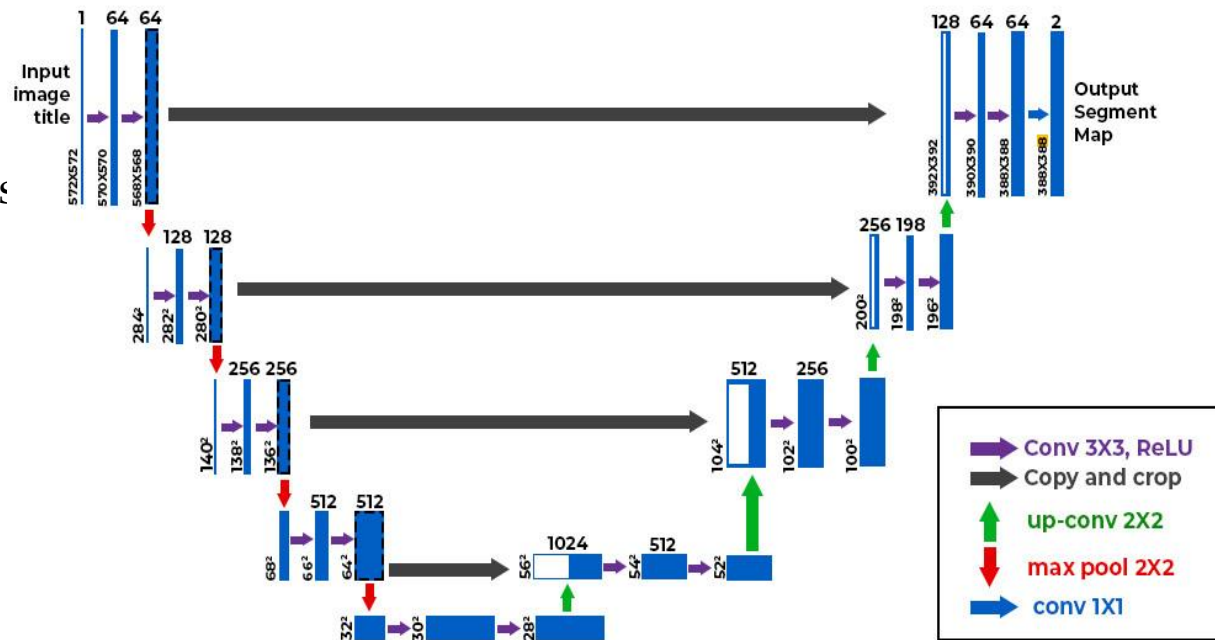 1 64 64
128 64 64 2
Input
image
title
Output
Segment
Map
572X572
570X570
568X568
392X392
390X390
388X388
388X388
s
128 128
256 198
284²
282²
280²
200²
198²
196²
256 256
512 256
140²
138²
136²
104²
102²
100²
512 512
68²
66²
64²
1024 512
56²
54²
52²
32²
30²
28²
Conv 3X3, ReLU
Copy and crop
up-conv 2X2
max pool 2X2
conv 1X1